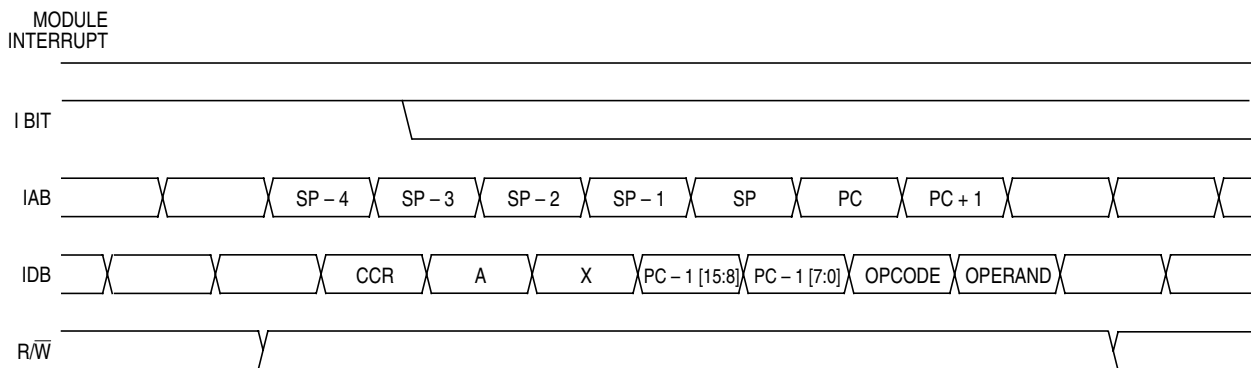 MODULE
INTERRUPT
I BIT
IAB SP – 4 SP – 3 SP – 2 SP – 1 SP PC PC + 1
IDB CCR A X PC – 1 [15:8] PC – 1 [7:0] OPCODE OPERAND
R/W̅